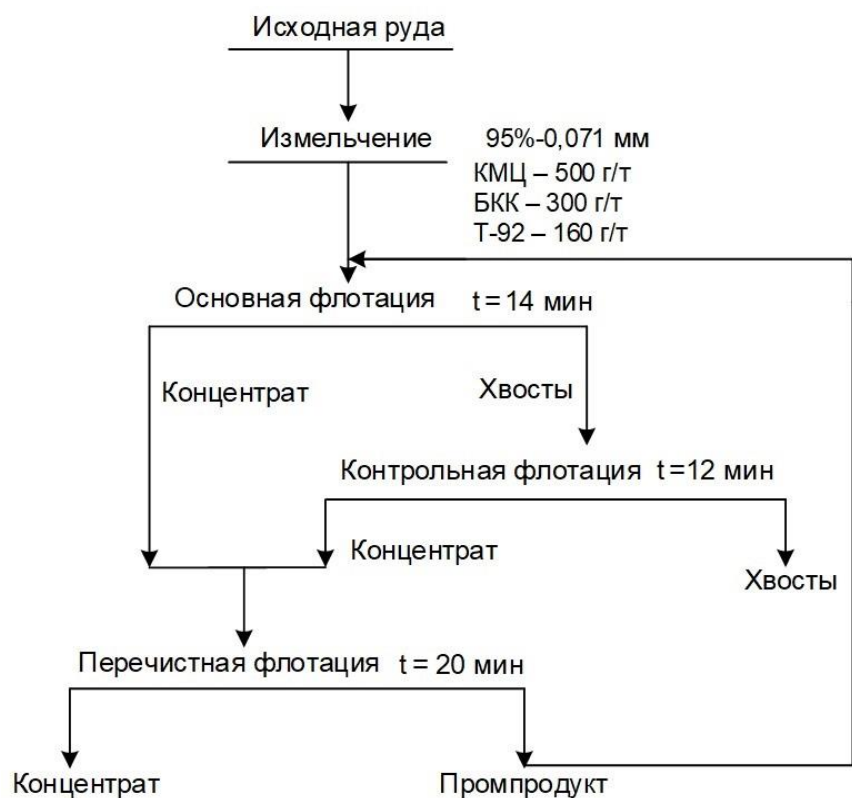 Исходная руда
Измельчение 95%-0,071 мм
КМЦ – 500 г/т
БКК – 300 г/т
Т-92 – 160 г/т
Основная флотация t = 14 мин
Концентрат Хвосты
Контрольная флотация t =12 мин
Концентрат
Хвосты
Перечистная флотация t = 20 мин
Концентрат Промпродукт